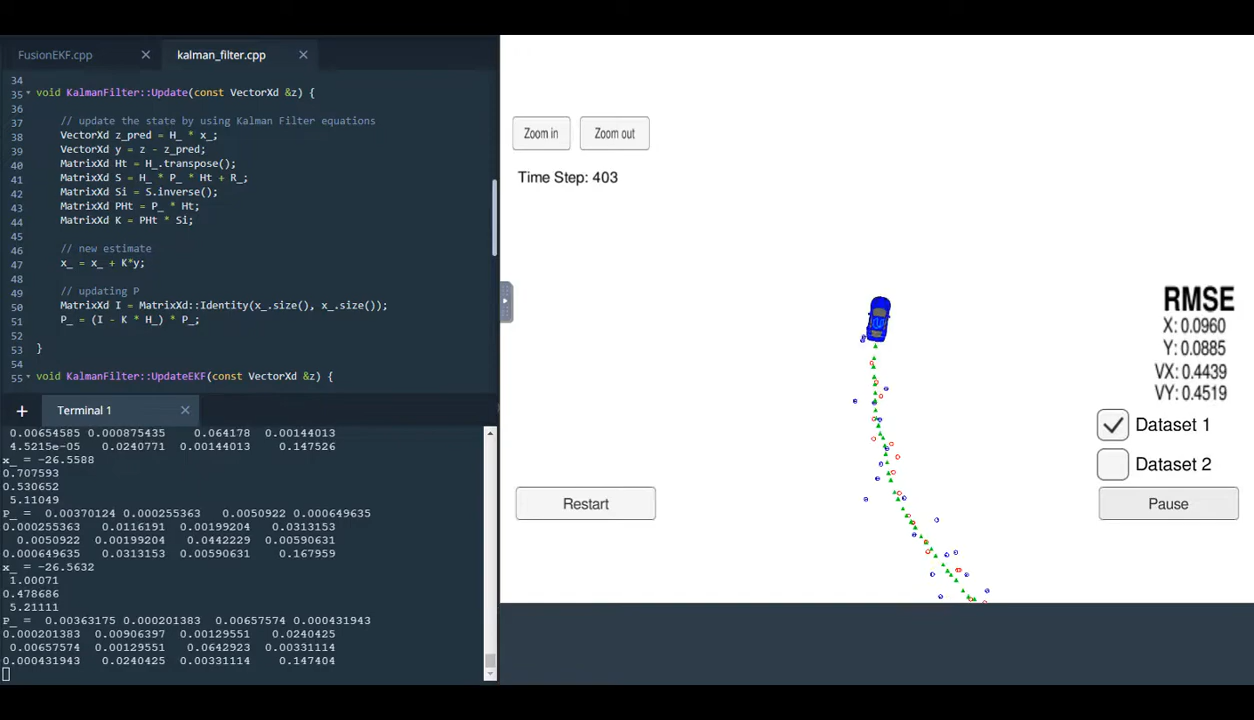 FusionEKF.cpp
kalman_filter.cpp
34
35 void KalmanFilter::Update(const VectorXd &z) {
36
37 // update the state by using Kalman Filter equations
38 VectorXd z_pred = H_ * x_;
39 VectorXd y = z - z_pred;
40 MatrixXd Ht = H_.transpose();
41 MatrixXd S = H_ * P_ * Ht + R_;
42 MatrixXd Si = S.inverse();
43 MatrixXd PHt = P_ * Ht;
44 MatrixXd K = PHt * Si;
45
46 // new estimate
47 x_ = x_ + K*y;
48
49 // updating P
50 MatrixXd I = MatrixXd::Identity(x_.size(), x_.size());
51 P_ = (I - K * H_) * P_;
52
53 }
54
55 void KalmanFilter::UpdateEKF(const VectorXd &z) {
Terminal 1
0.00654585 0.000875435 0.064178 0.00144013
4.5215e-05 0.0240771 0.00144013 0.147526
x_ = -26.5588
0.707593
0.530652
5.11049
P_ = 0.00370124 0.000255363 0.0050922 0.000649635
0.000255363 0.0116191 0.00199204 0.0313153
0.0050922 0.00199204 0.0442229 0.00590631
0.000649635 0.0313153 0.00590631 0.167959
x_ = -26.5632
1.00071
0.478686
5.21111
P_ = 0.00363175 0.000201383 0.00657574 0.000431943
0.000201383 0.00906397 0.00129551 0.0240425
0.00657574 0.00129551 0.0642923 0.00331114
0.000431943 0.0240425 0.00331114 0.147404
Zoom in
Zoom out
Time Step: 403
RMSE
X: 0.0960
Y: 0.0885
VX: 0.4439
VY: 0.4519
Dataset 1
Dataset 2
Restart
Pause